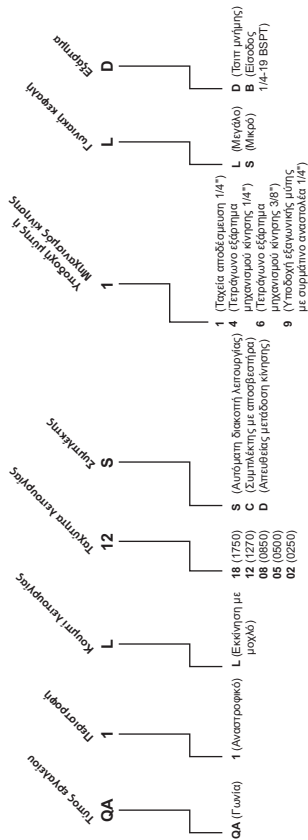 Τύπος εργαλείου
QA
QA (Γωνία)
Περιστροφή
1
1 (Αναστροφικό)
Κουμπί λειτουργίας
L
L (Εκκίνηση με
μοχλό)
Ταχύτητα λειτουργίας
12
18 (1750)
12 (1270)
08 (0850)
05 (0500)
02 (0250)
Συμπλέκτης
S
S (Αυτόματη διακοπή λειτουργίας)
C (Συμπλέκτης με αποσβεστήρα)
D (Απευθείας μετάδοση κίνησης)
Υποδοχή μύτης ή
Μηχανισμός κίνησης
1
1 (Ταχεία αποδέσμευση 1/4")
4 (Τετράγωνο εξάρτημα
μηχανισμού κίνησης 1/4")
6 (Τετράγωνο εξάρτημα
μηχανισμού κίνησης 3/8")
9 (Υποδοχή εξαγωνικής μύτης
με συρμάτινο αναστολέα 1/4")
Γωνιακή κεφαλή
L
L (Μεγάλο)
S (Μικρό)
Εξάρτημα
D
D (Τσιπ μνήμης)
B (Είσοδος
1/4-19 BSPT)